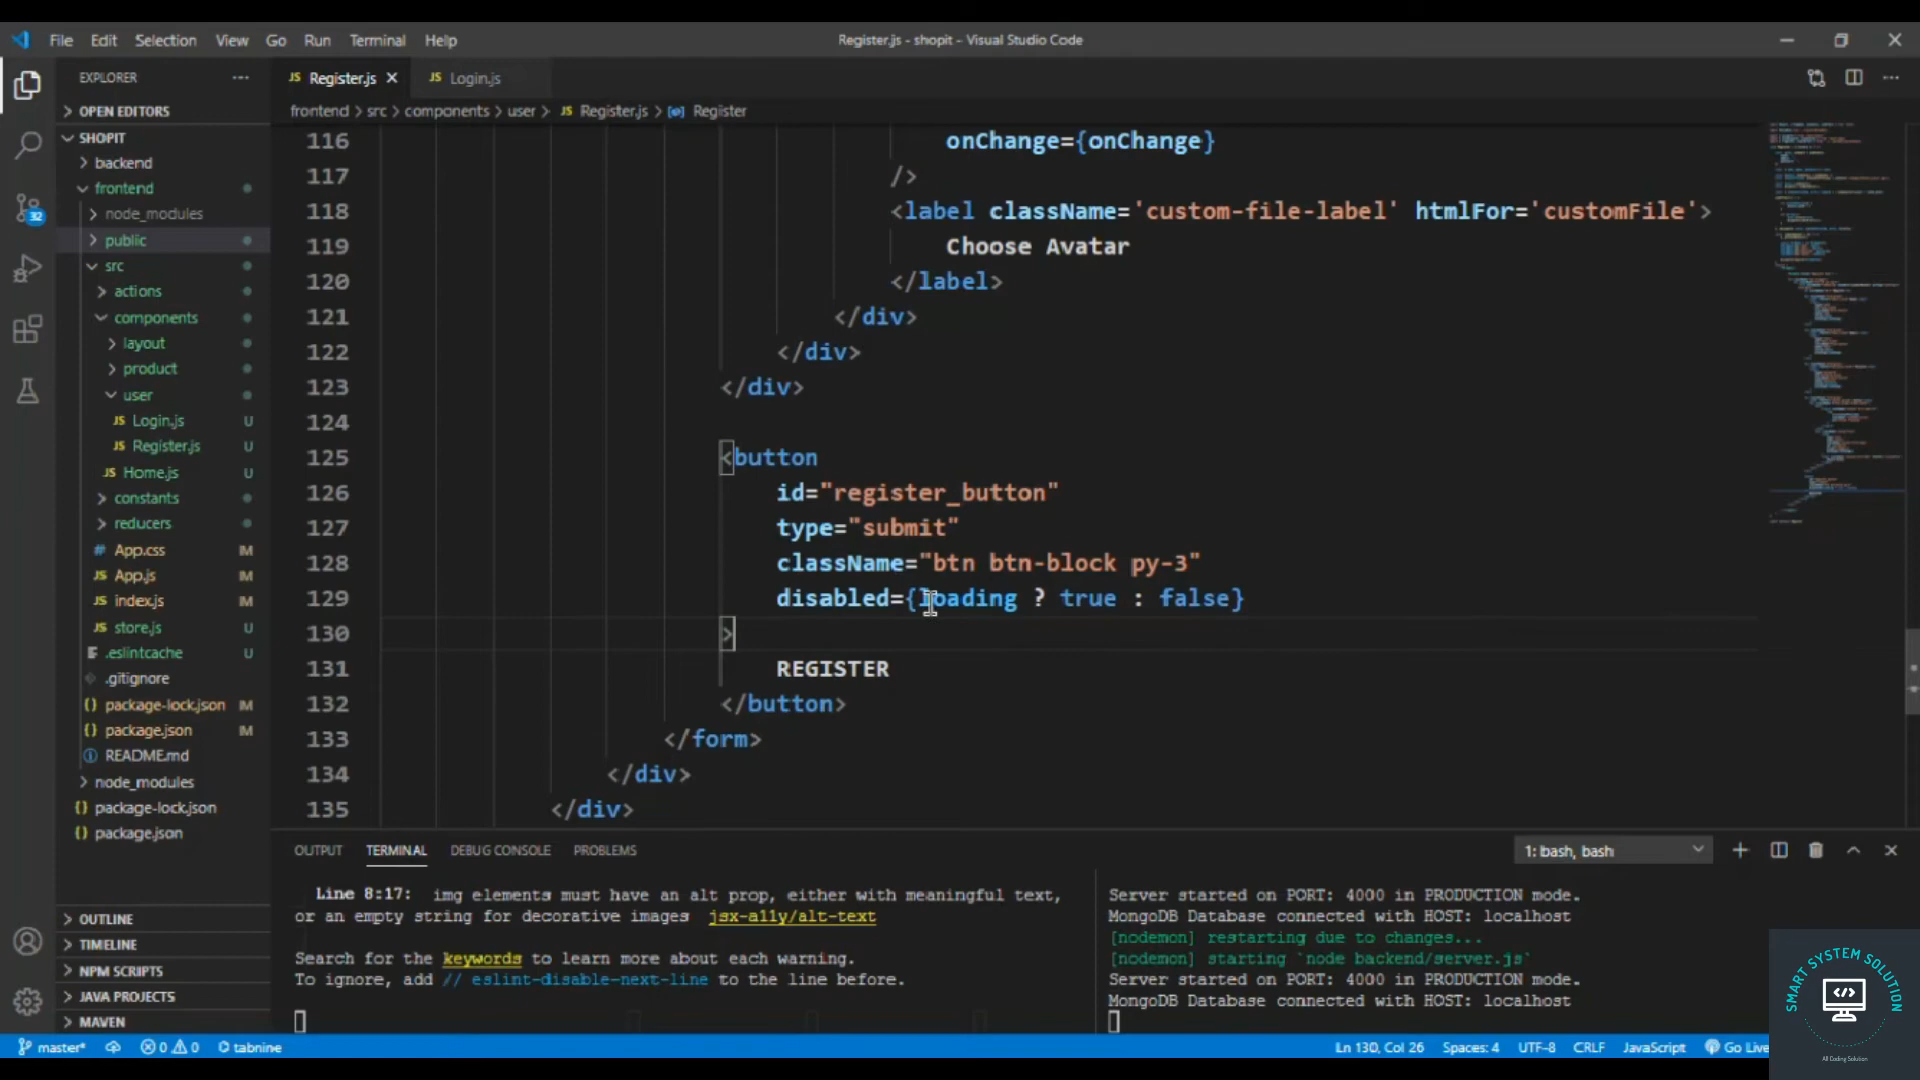 File Edit Selection View Go Run Terminal Help
Register.js - shopit - Visual Studio Code
EXPLORER ...
OPEN EDITORS
SHOPIT
backend
frontend
node_modules
public
src
actions
components
layout
product
user
Login.js U
Register.js U
Home.js
constants
reducers
App.css M
App.js M
index.js M
store.js U
.eslintcache U
.gitignore
package-lock.json M
package.json M
README.md
node_modules
package-lock.json
package.json
OUTLINE
TIMELINE
NPM SCRIPTS
JAVA PROJECTS
MAVEN
32
Register.js
Login.js
frontend > src > components > user > Register.js > Register
116 onChange={onChange}
117 />
118 <label className='custom-file-label' htmlFor='customFile'>
119 Choose Avatar
120 </label>
121 </div>
122 </div>
123 </div>
124
125 <button
126 id="register_button"
127 type="submit"
128 className="btn btn-block py-3"
129 disabled={loading ? true : false}
130 >
131 REGISTER
132 </button>
133 </form>
134 </div>
135 </div>
OUTPUT TERMINAL DEBUG CONSOLE PROBLEMS
1: bash, bash
Line 8:17: img elements must have an alt prop, either with meaningful text,
or an empty string for decorative images jsx-a11y/alt-text
Search for the keywords to learn more about each warning.
To ignore, add // eslint-disable-next-line to the line before.
Server started on PORT: 4000 in PRODUCTION mode.
MongoDB Database connected with HOST: localhost
[nodemon] restarting due to changes...
[nodemon] starting `node backend/server.js`
Server started on PORT: 4000 in PRODUCTION mode.
MongoDB Database connected with HOST: localhost
master* 0 0 tabnine
Ln 130, Col 26 Spaces: 4 UTF-8 CRLF JavaScript Go Live
SMART SYSTEM SOLUTION
All Coding Solution